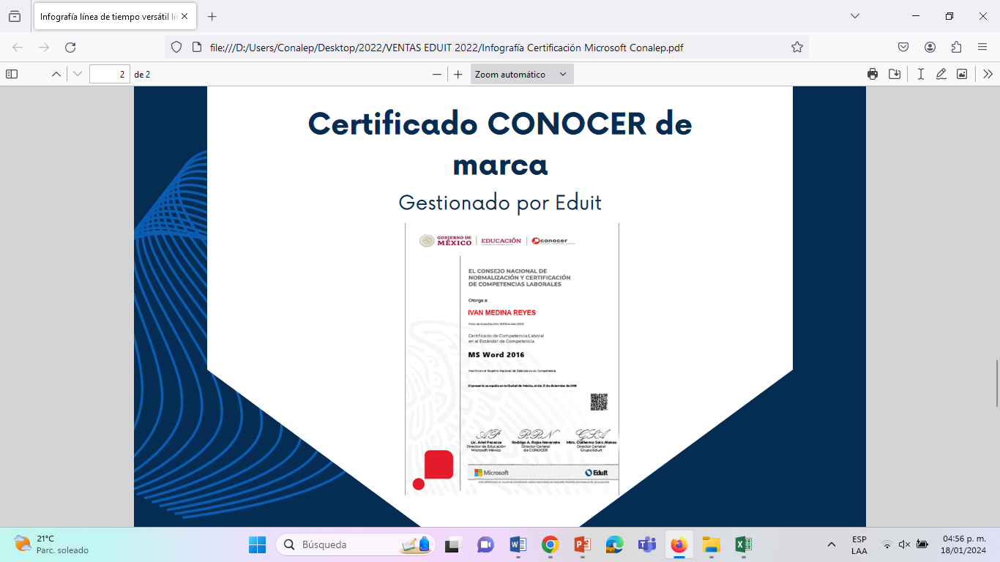 Infografía línea de tiempo versátil lín
file:///D:/Users/Conalep/Desktop/2022/VENTAS EDUIT 2022/Infografía Certificación Microsoft Conalep.pdf
2 de 2
Zoom automático
Certificado CONOCER de
marca
Gestionado por Eduit
GOBIERNO DE
MÉXICO
EDUCACIÓN
conocer
EL CONSEJO NACIONAL DE
NORMALIZACIÓN Y CERTIFICACIÓN
DE COMPETENCIAS LABORALES
Otorga a:
IVAN MEDINA REYES
Certificado de Competencia Laboral
en el Estándar de Competencia
MS Word 2016
Inscrito en el Registro Nacional de Estándares de Competencia
El presente se expide en la Ciudad de México, el día 31 de diciembre de
Lic. Ariel Pacecca
Director de Educación
Microsoft México
Rodrigo A. Rojas Navarrete
Director General
de CONOCER
Mtro. Guillermo Soto Alonso
Director General
Grupo Eduit
Microsoft
Eduit
21°C
Parc. soleado
Búsqueda
ESP
LAA
04:56 p. m.
18/01/2024